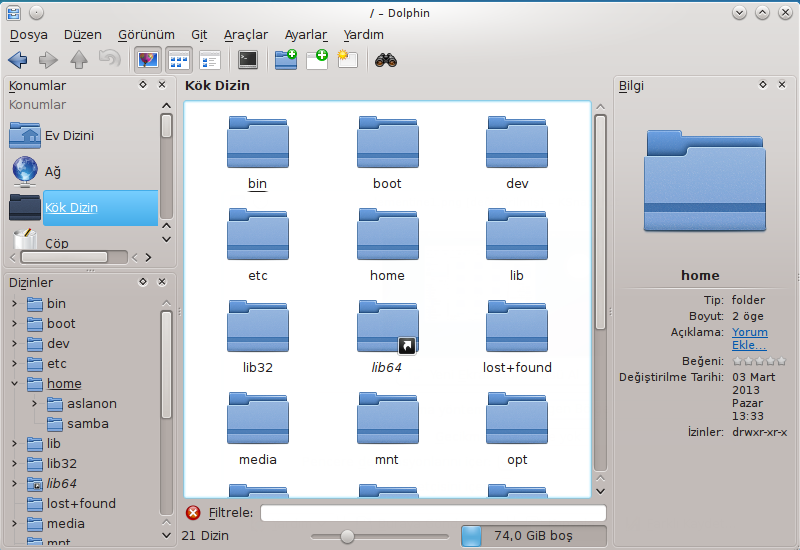 / – Dolphin
Dosya Düzen Görünüm Git Araçlar Ayarlar Yardım
Konumlar
Konumlar
Ev Dizini
Ağ
Kök Dizin
Çöp
Dizinler
bin
boot
dev
etc
home
aslanon
samba
lib
lib32
lib64
lost+found
media
mnt
Kök Dizin
bin boot dev
etc home lib
lib32 lib64 lost+found
media mnt opt
Filtrele:
21 Dizin
74,0 GiB boş
Bilgi
home
Tip: folder
Boyut: 2 öge
Açıklama: Yorum
Ekle...
Beğeni:
Değiştirilme Tarihi: 03 Mart
2013
Pazar
13:33
İzinler: drwxr-xr-x